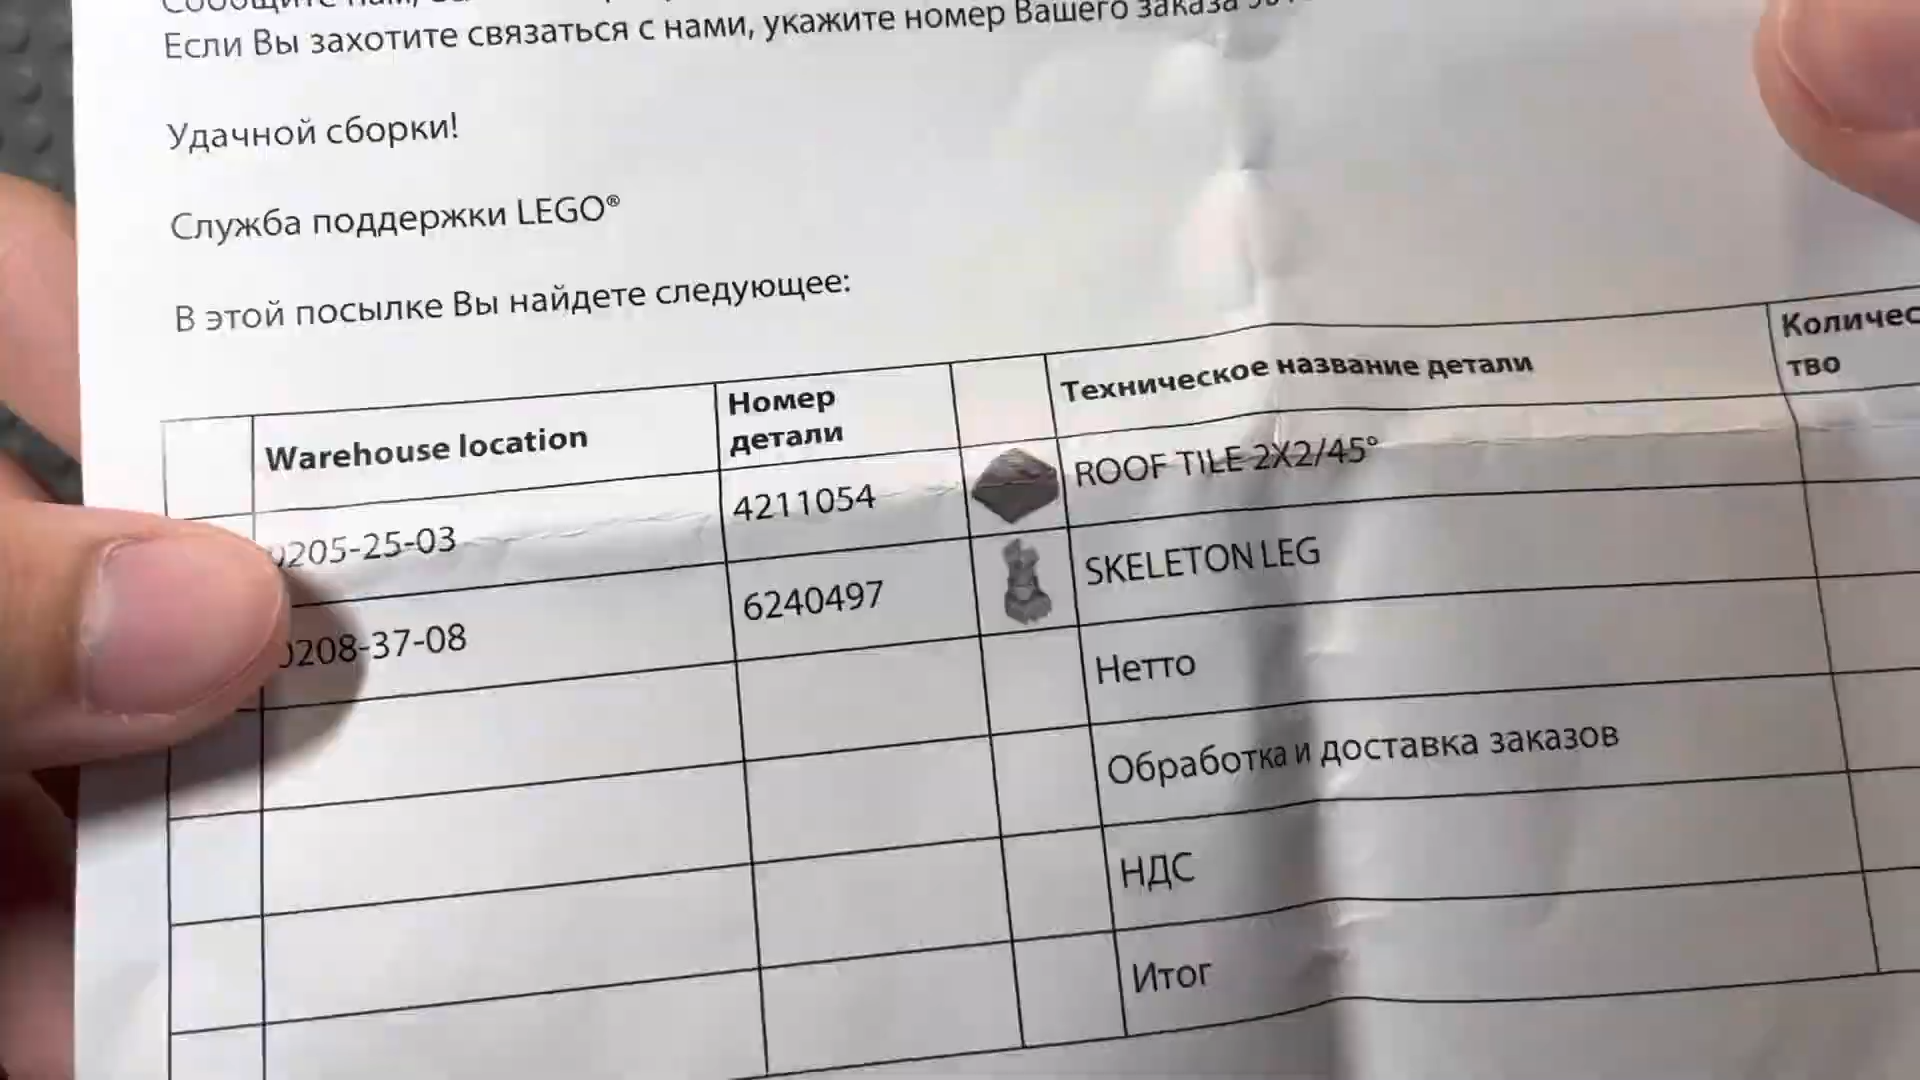 Если Вы захотите связаться с нами, укажите номер Вашего заказа
Удачной сборки!
Служба поддержки LEGO®
В этой посылке Вы найдете следующее:
Warehouse location
Номер
детали
Техническое название детали
Количес
тво
0205-25-03
4211054
ROOF TILE 2X2/45°
0208-37-08
6240497
SKELETON LEG
Нетто
Обработка и доставка заказов
НДС
Итог